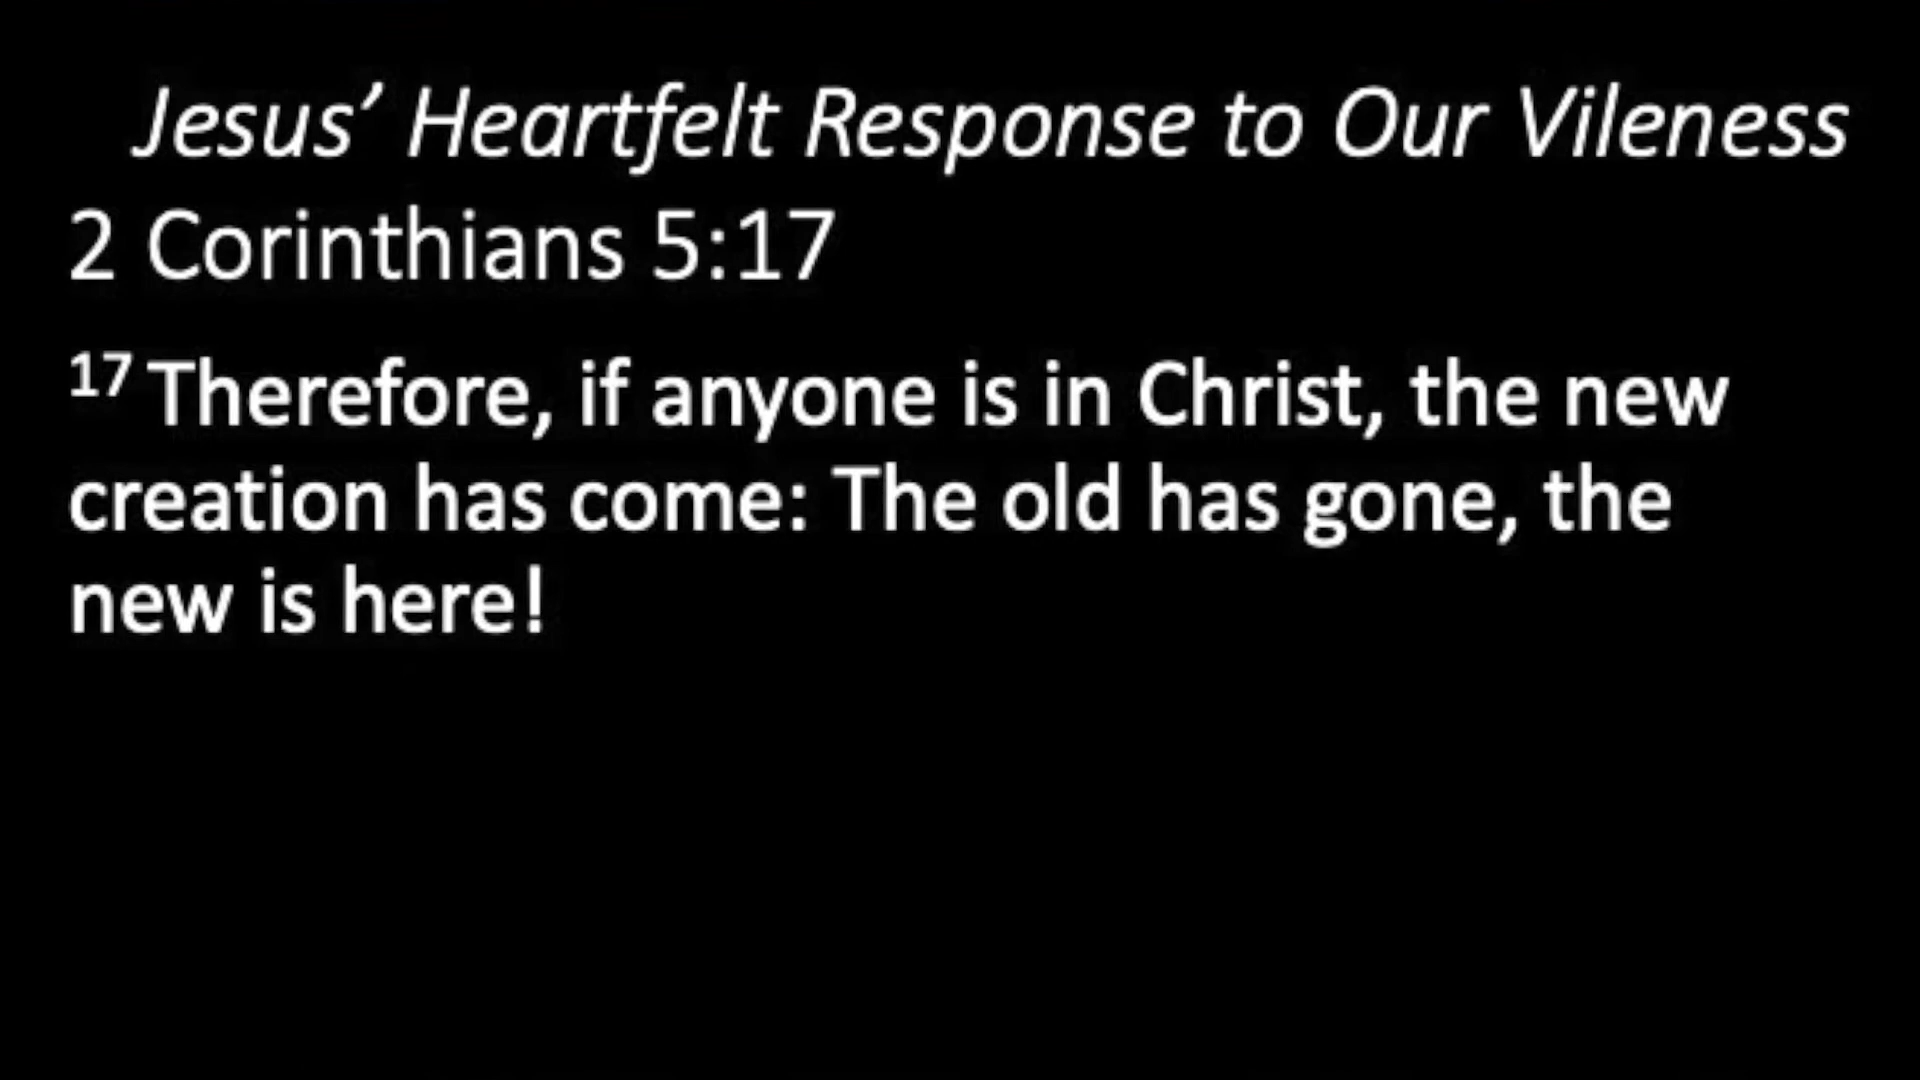 Jesus’ Heartfelt Response to Our Vileness
2 Corinthians 5:17
17 Therefore, if anyone is in Christ, the new
creation has come: The old has gone, the
new is here!